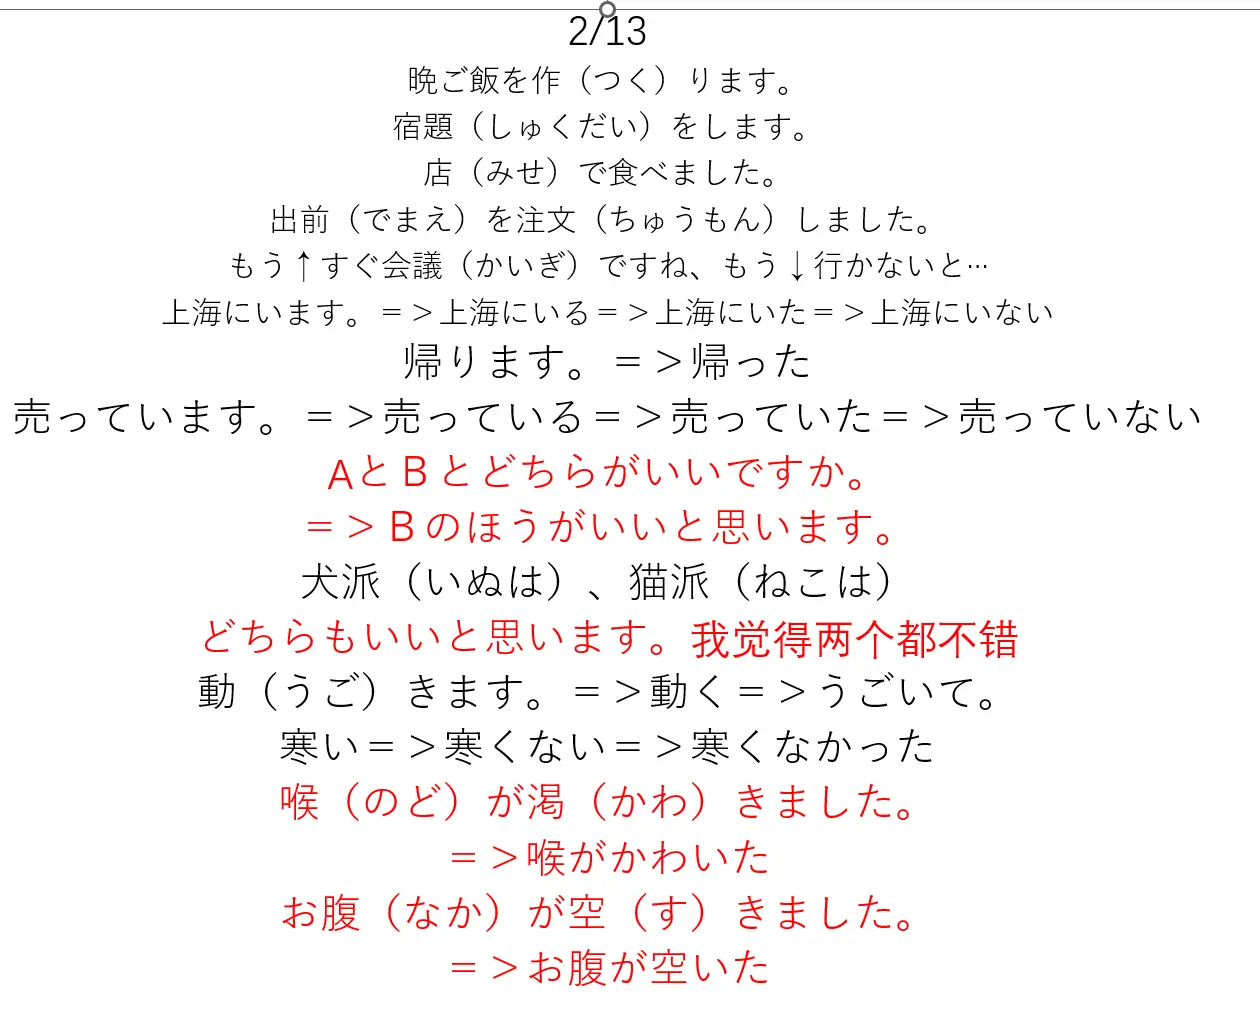 2/13
晩ご飯を作（つく）ります。
宿題（しゅくだい）をします。
店（みせ）で食べました。
出前（でまえ）を注文（ちゅうもん）しました。
もう↑すぐ会議（かいぎ）ですね、もう↓行かないと…
上海にいます。＝＞上海にいる＝＞上海にいた＝＞上海にいない
帰ります。＝＞帰った
売っています。＝＞売っている＝＞売っていた＝＞売っていない
AとＢとどちらがいいですか。
＝＞Ｂのほうがいいと思います。
犬派（いぬは）、猫派（ねこは）
どちらもいいと思います。我觉得两个都不错
動（うご）きます。＝＞動く＝＞うごいて。
寒い＝＞寒くない＝＞寒くなかった
喉（のど）が渇（かわ）きました。
＝＞喉がかわいた
お腹（なか）が空（す）きました。
＝＞お腹が空いた